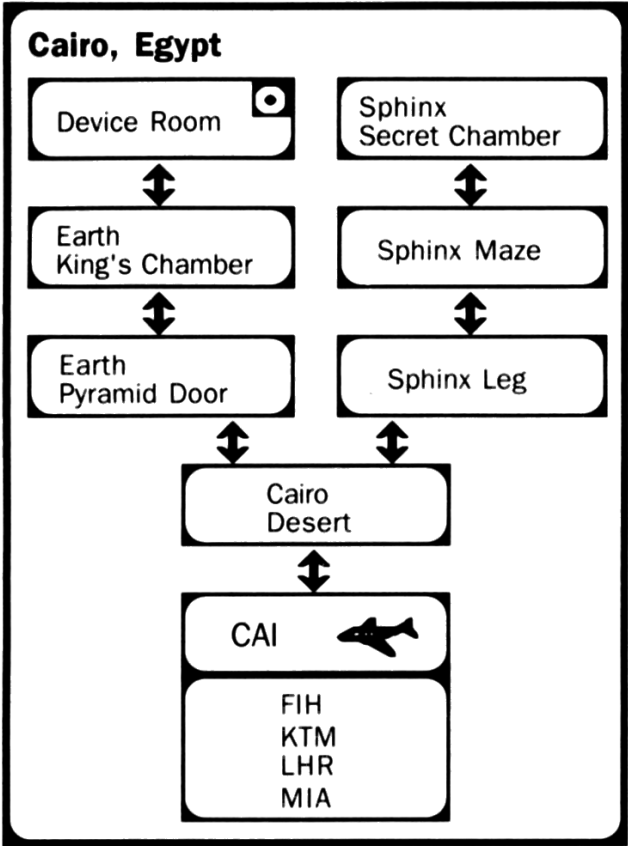 Cairo, Egypt
Device Room
Sphinx
Secret Chamber
Earth
King's Chamber
Sphinx Maze
Earth
Pyramid Door
Sphinx Leg
Cairo
Desert
CAI
FIH
KTM
LHR
MIA